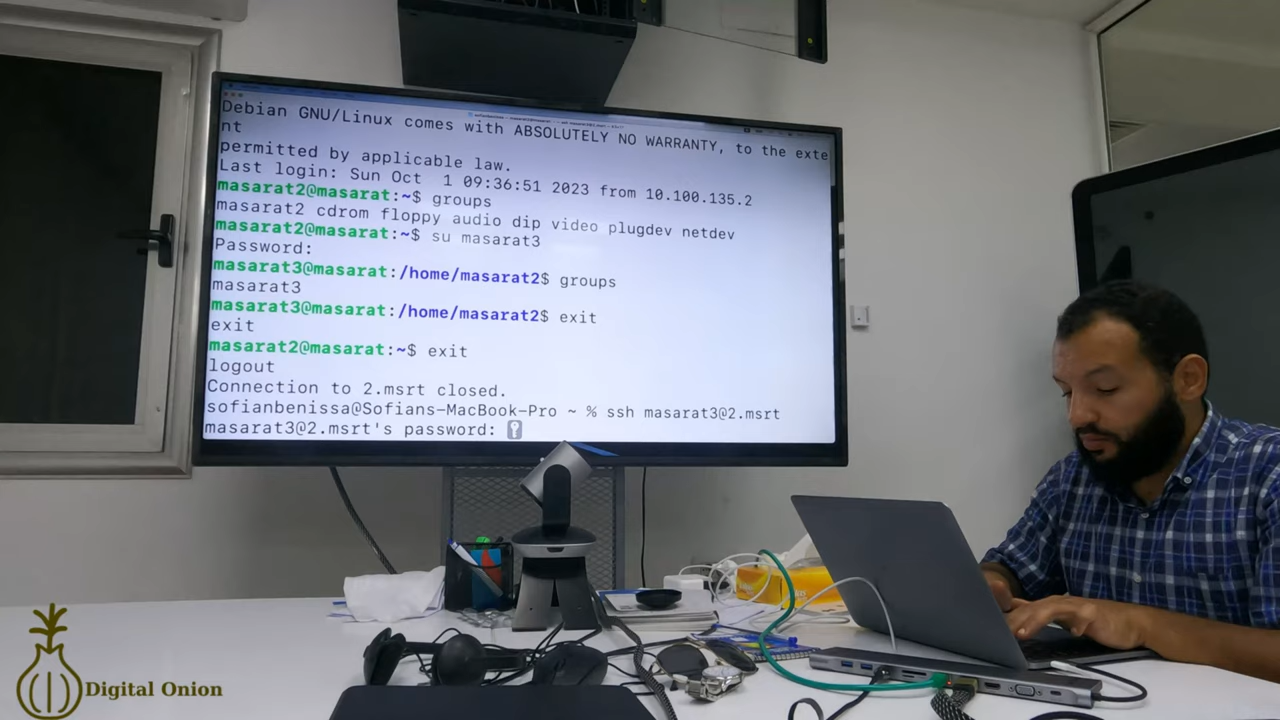 Debian GNU/Linux comes with ABSOLUTELY NO WARRANTY, to the exte
nt
permitted by applicable law.
Last login: Sun Oct  1 09:36:51 2023 from 10.100.135.2
masarat2@masarat:~$ groups
masarat2 cdrom floppy audio dip video plugdev netdev
masarat2@masarat:~$ su masarat3
Password:
masarat3@masarat:/home/masarat2$ groups
masarat3
masarat3@masarat:/home/masarat2$ exit
exit
masarat2@masarat:~$ exit
logout
Connection to 2.msrt closed.
sofianbenissa@Sofians-MacBook-Pro ~ % ssh masarat3@2.msrt
masarat3@2.msrt's password:
Digital Onion